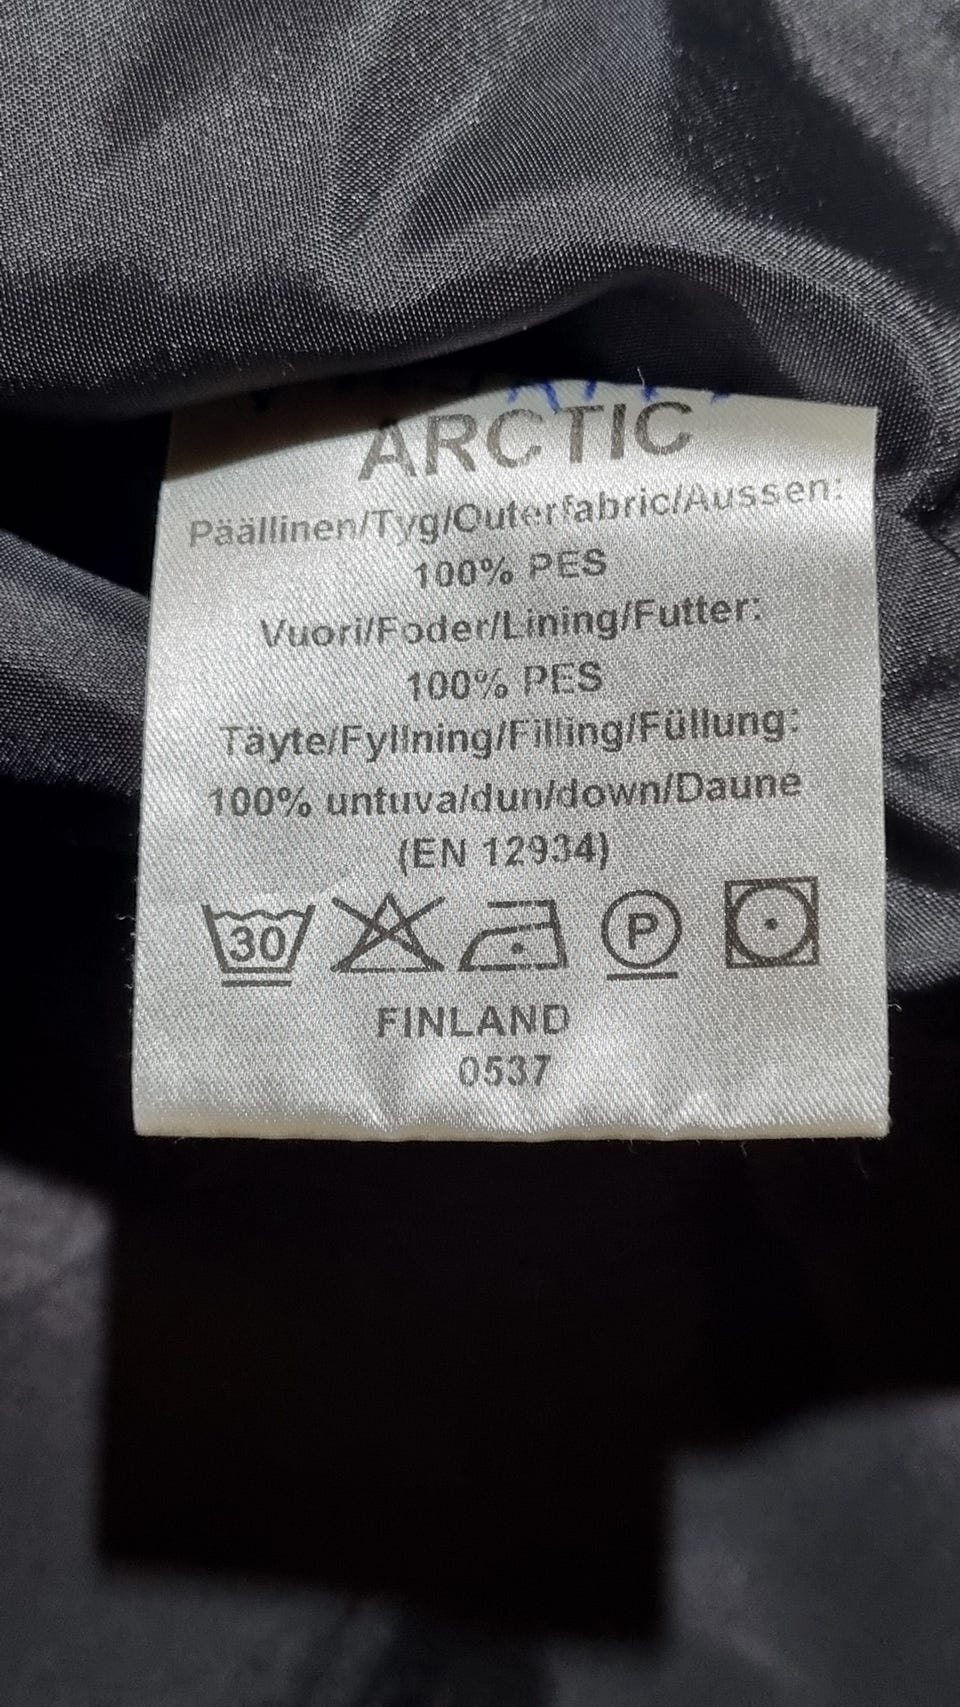 ARCTIC
Päällinen/Tyg/Outerfabric/Aussen:
100% PES
Vuori/Foder/Lining/Futter:
100% PES
Täyte/Fyllning/Filling/Füllung:
100% untuva/dun/down/Daune
(EN 12934)
30 P
FINLAND
0537